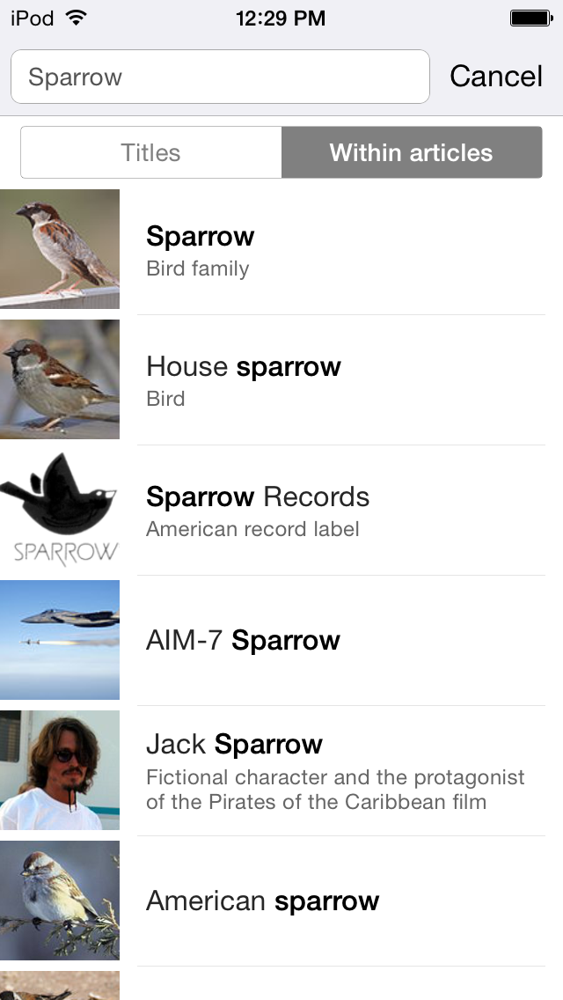 iPod 12:29 PM
Sparrow Cancel
Titles Within articles
Sparrow
Bird family
House sparrow
Bird
SPARROW
Sparrow Records
American record label
AIM-7 Sparrow
Jack Sparrow
Fictional character and the protagonist
of the Pirates of the Caribbean film
American sparrow